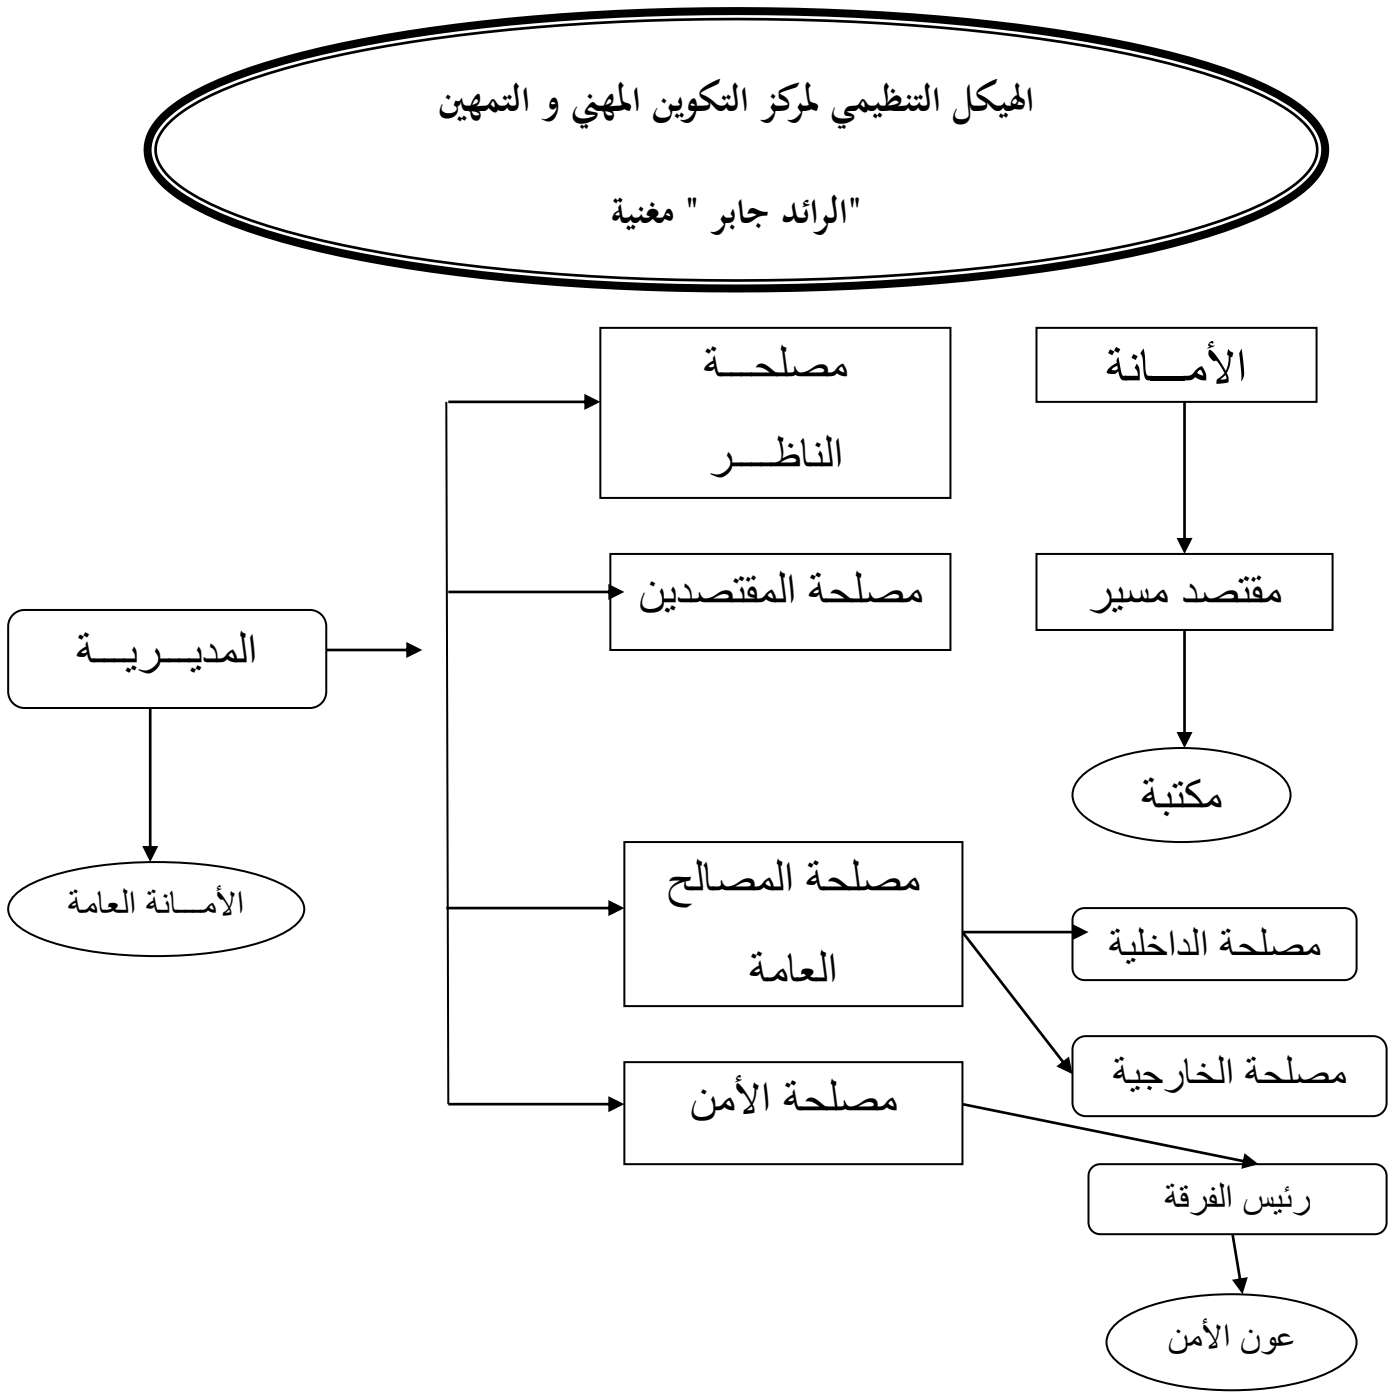 الهيكل التنظيمي لمركز التكوين المهني و التمهين
"الرائد جابر " مغنية
الأمـــانة
مصلحـــة
الناظـــر
مقتصد مسير
مصلحة المقتصدين
المديـــريـــة
مكتبة
مصلحة المصالح
العامة
الأمـــانة العامة
مصلحة الداخلية
مصلحة الخارجية
مصلحة الأمن
رئيس الفرقة
عون الأمن